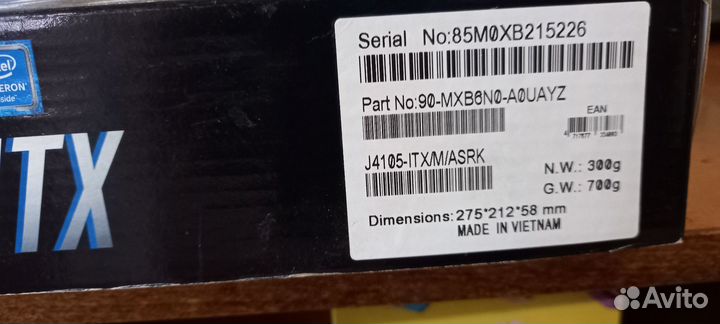 Serial No:85M0XB215226
Part No:90-MXB6N0-A0UAYZ
EAN
J4105-ITX/M/ASRK
N.W.: 300g
G.W.: 700g
Dimensions: 275*212*58 mm
MADE IN VIETNAM
ITX
Avito